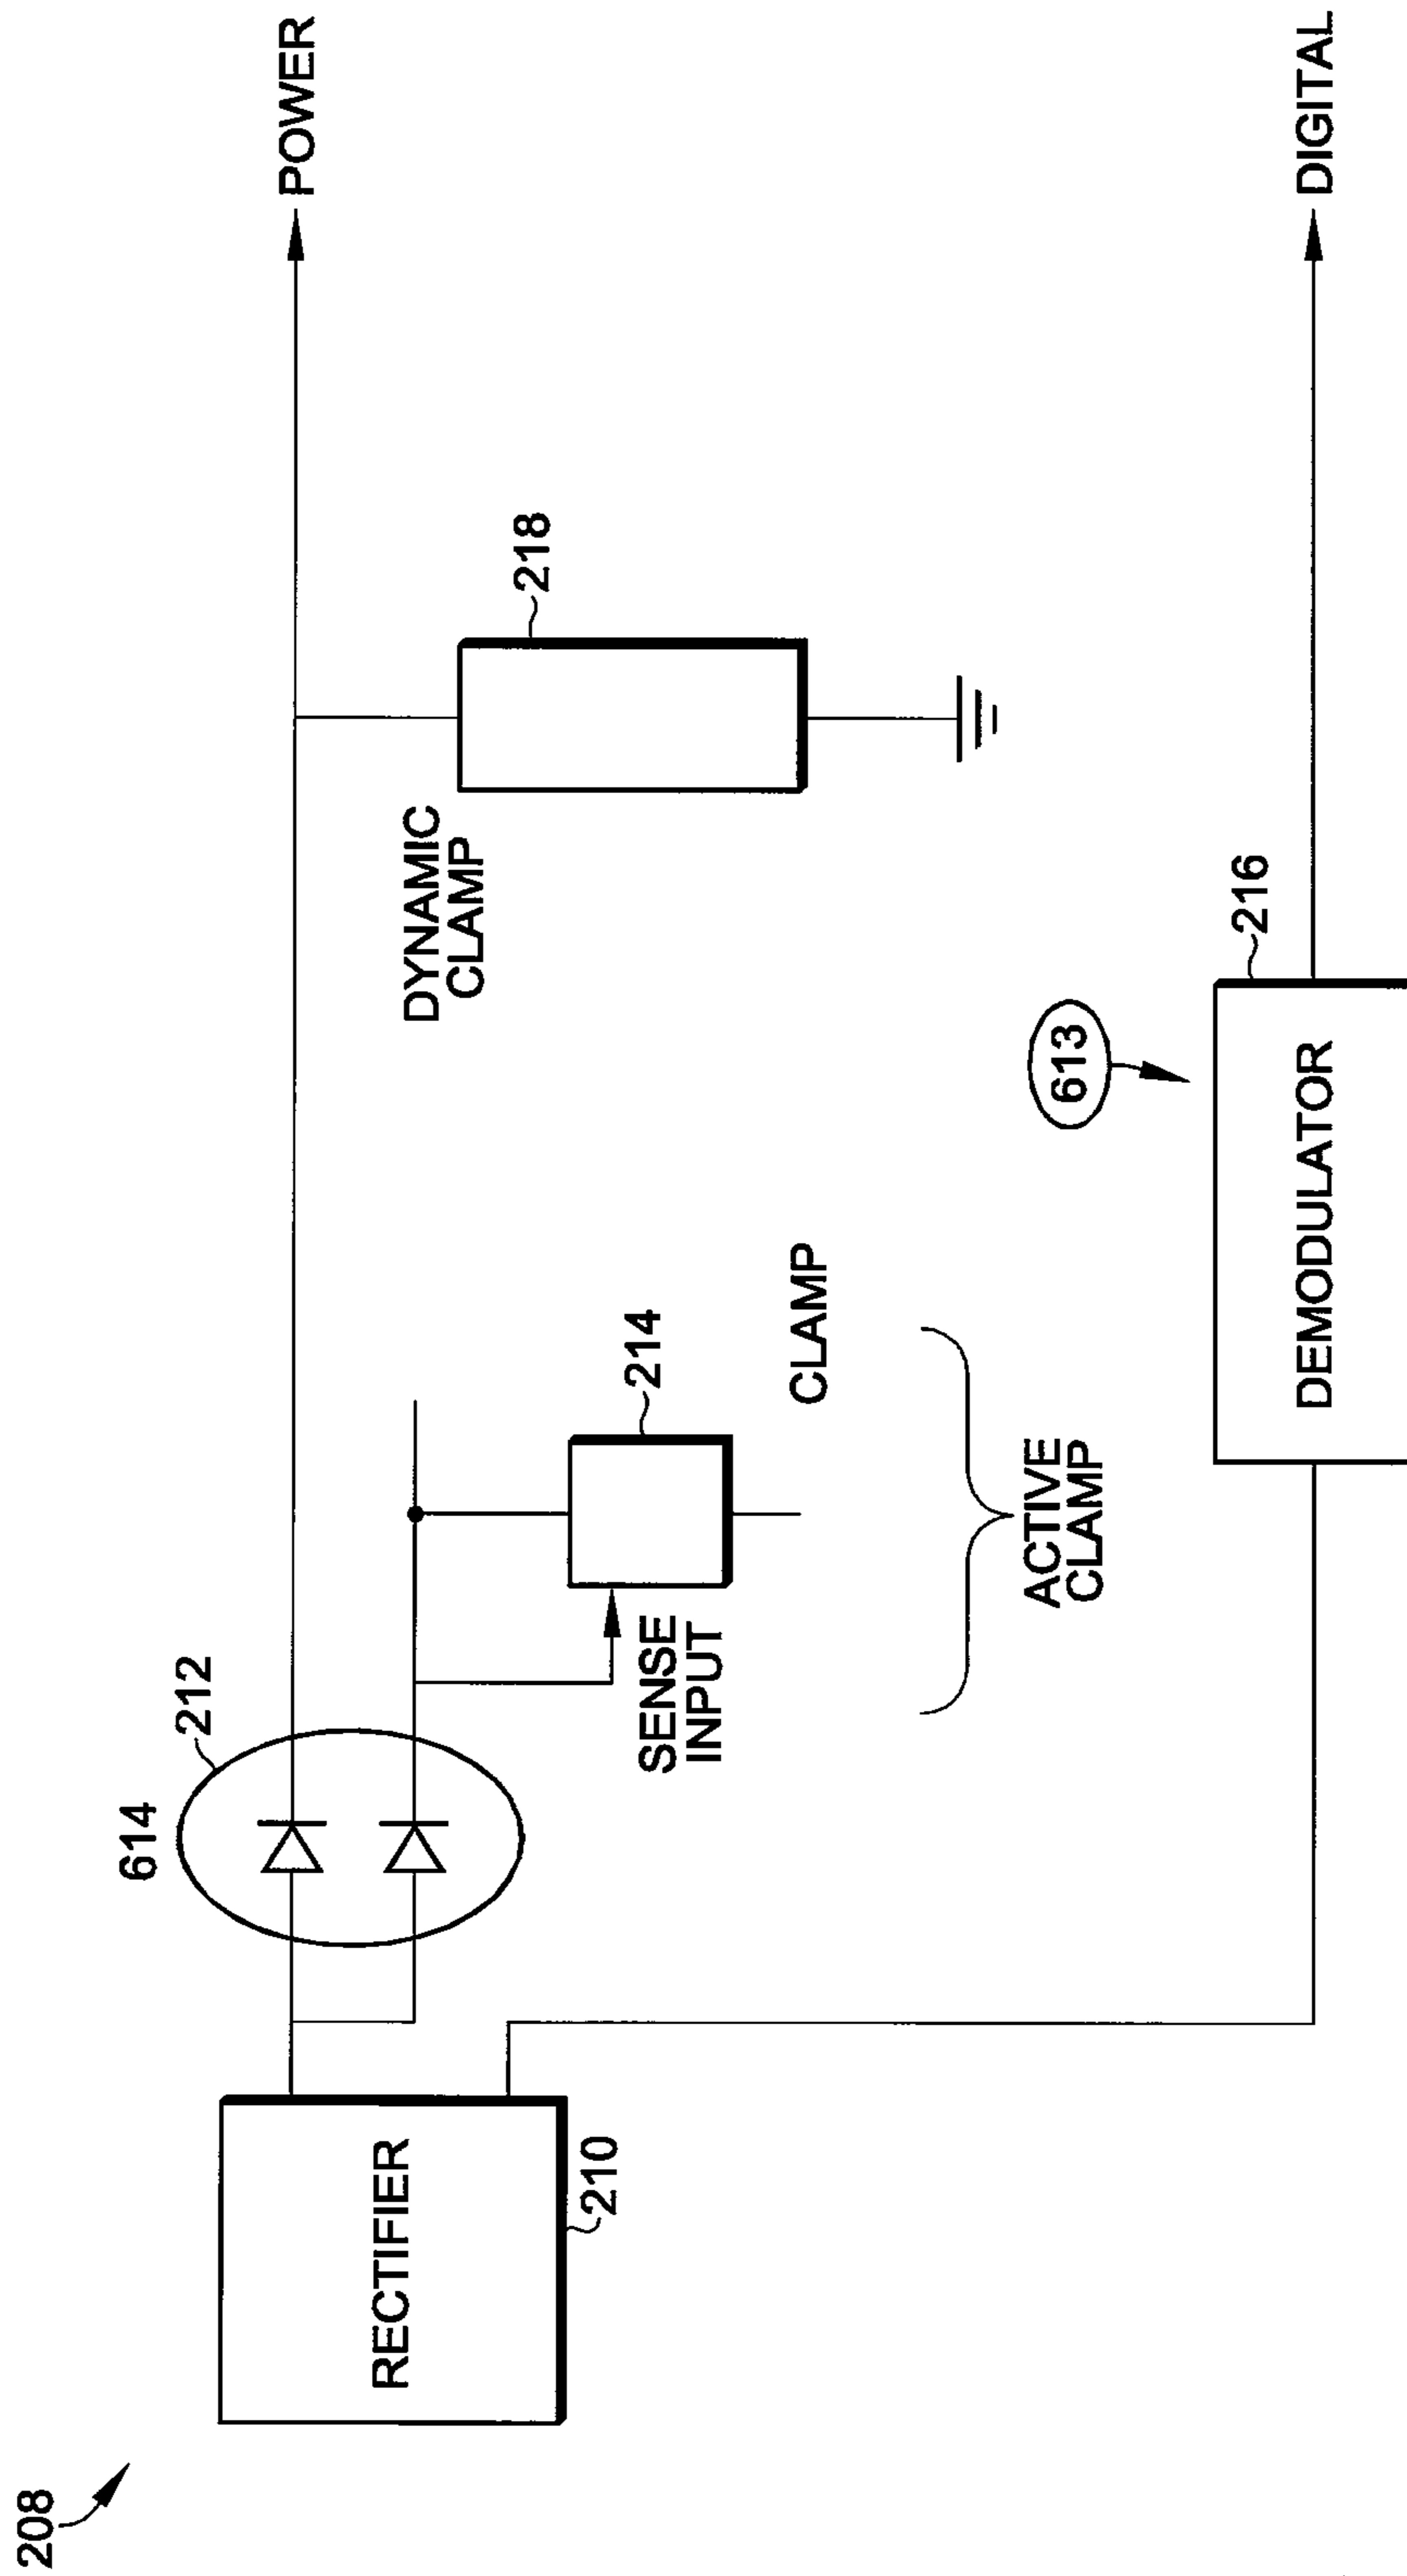 208
614
212
POWER
RECTIFIER
210
SENSE
INPUT
214
CLAMP
ACTIVE
CLAMP
DYNAMIC
CLAMP
218
613
216
DEMODULATOR
DIGITAL